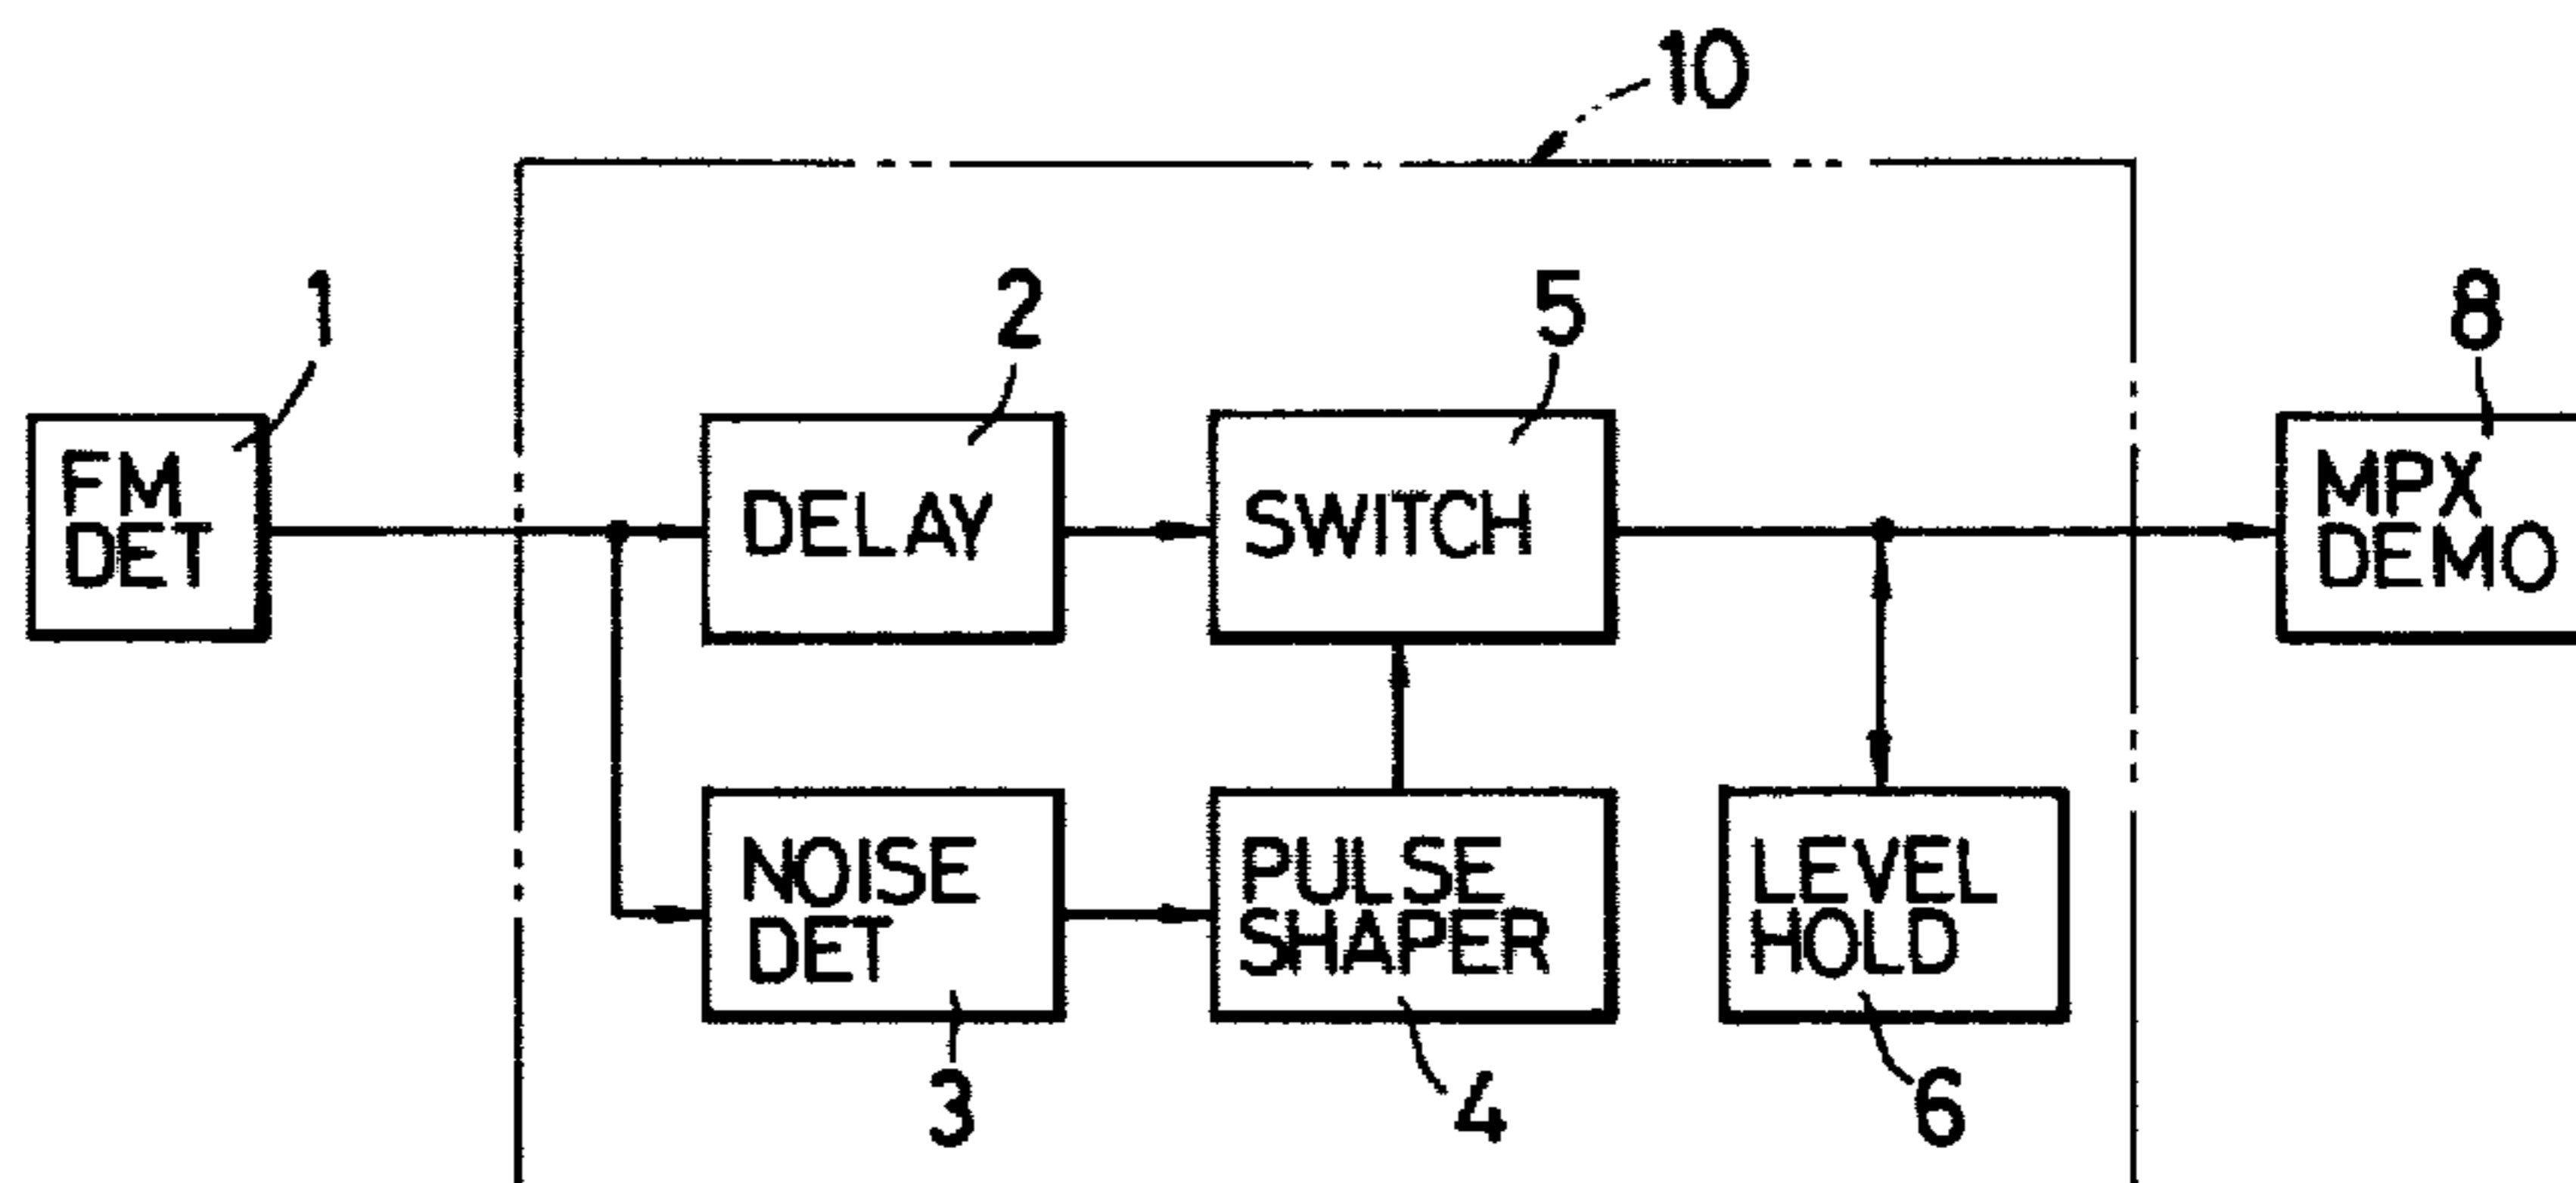 10
1
2
5
8
FM
DET
DELAY
SWITCH
MPX
DEMO
NOISE
DET
PULSE
SHAPER
LEVEL
HOLD
3
4
6